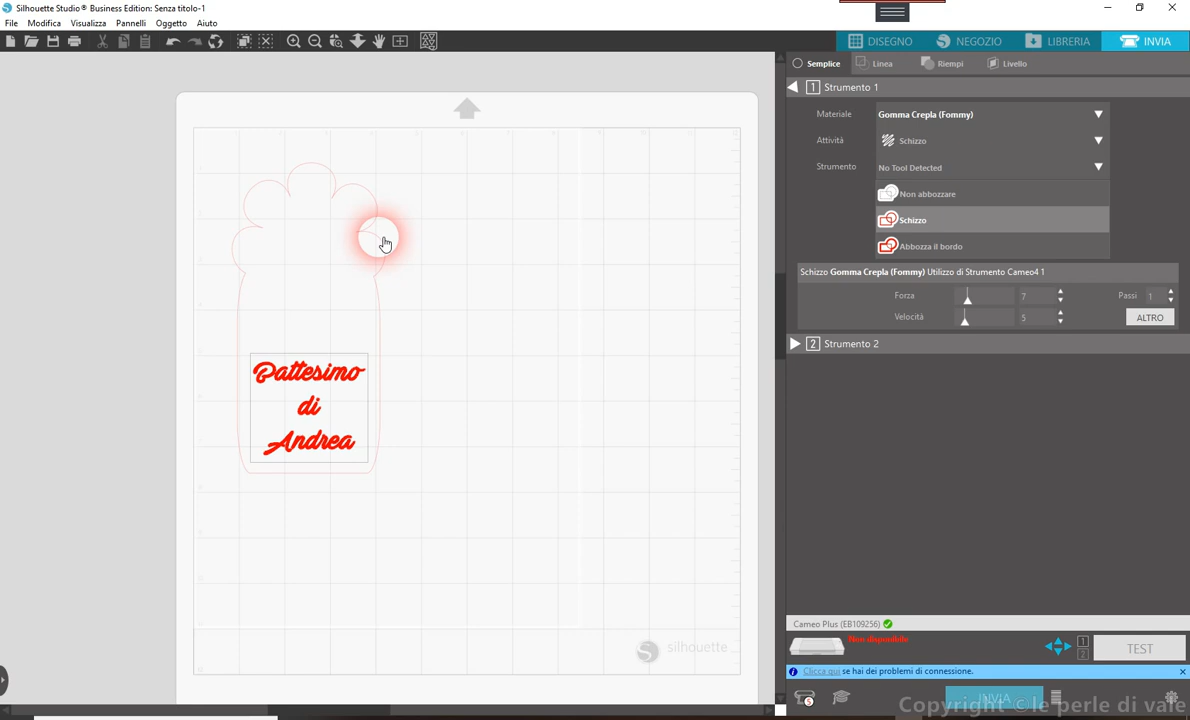 Silhouette Studio® Business Edition: Senza titolo-1
File Modifica Visualizza Pannelli Oggetto Aiuto
DISEGNO NEGOZIO LIBRERIA INVIA
Semplice Linea Riempi Livello
1 Strumento 1
Materiale Gomma Crepla (Fommy)
Attività Schizzo
Strumento No Tool Detected
Non abbozzare
Schizzo
Abbozza il bordo
Schizzo Gomma Crepla (Fommy) Utilizzo di Strumento Cameo4 1
Forza 7 Passi 1
Velocità 5 ALTRO
2 Strumento 2
Battesimo
di
Andrea
silhouette
Cameo Plus (EB109256)
Non disponibile
1
2
TEST
Clicca qui se hai dei problemi di connessione.
INVIA
Copyright ©le perle di vale